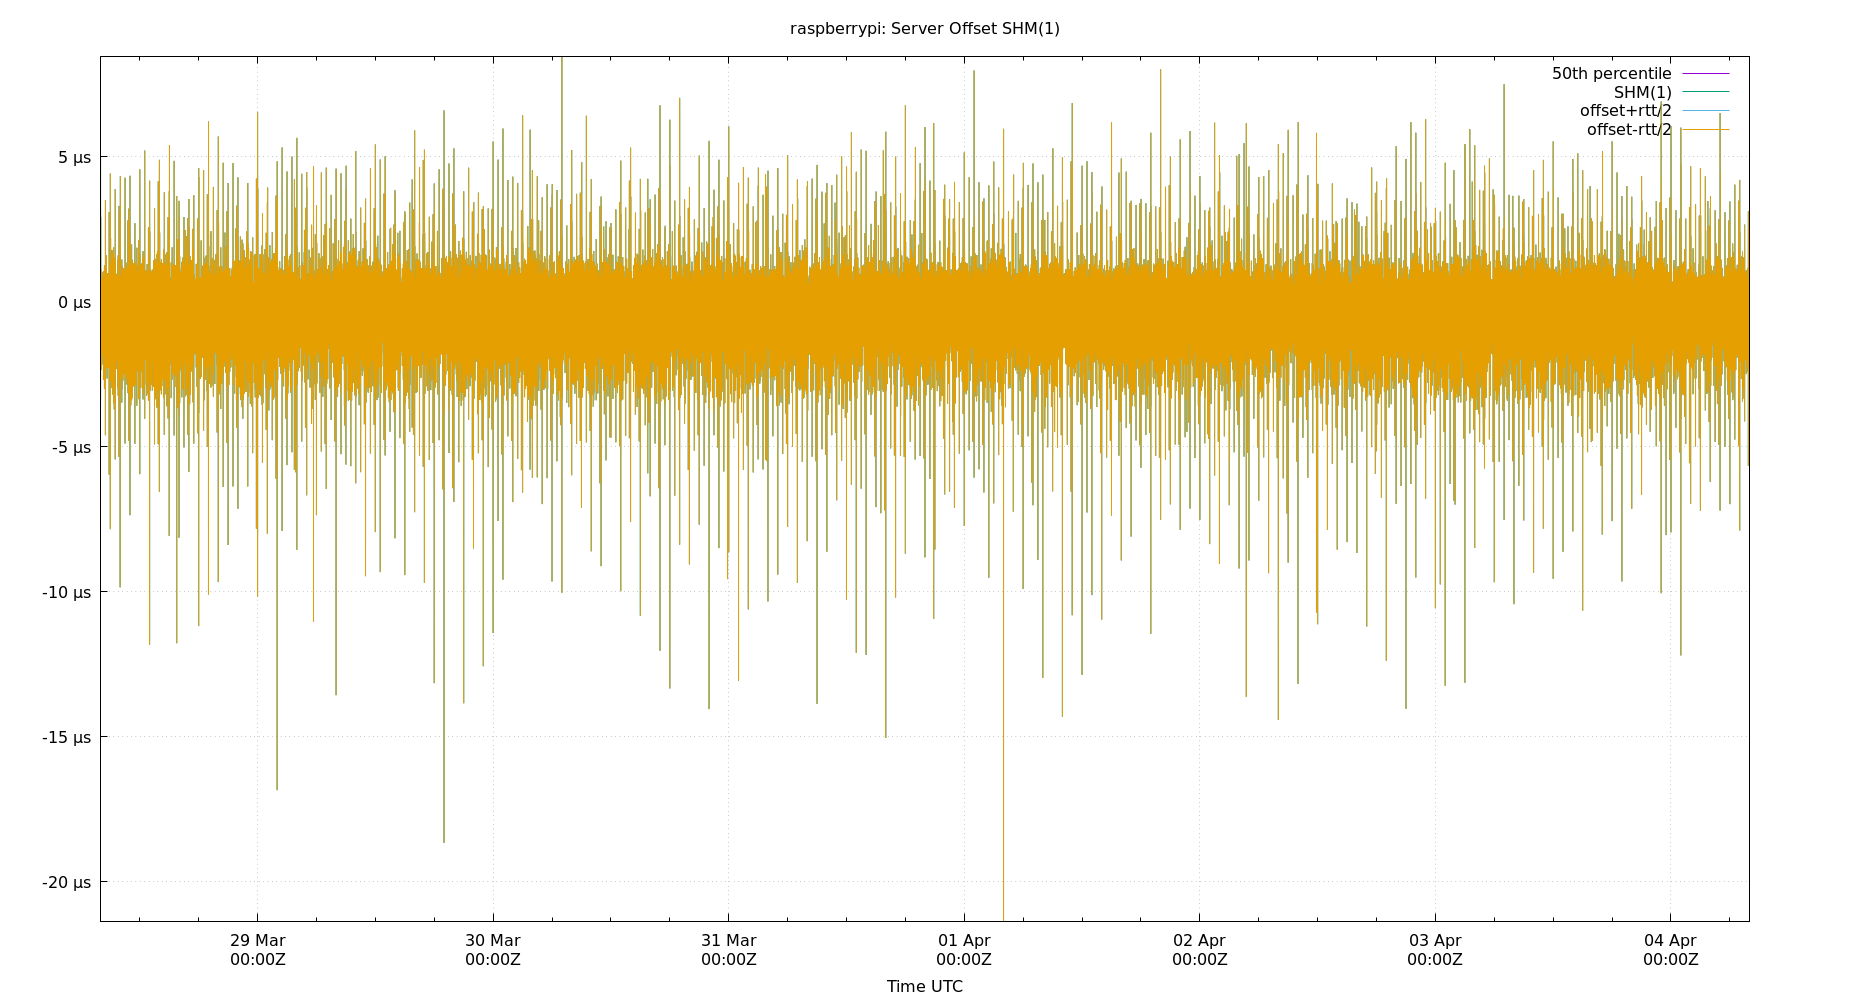 raspberrypi: Server Offset SHM(1)
50th percentile
SHM(1)
offset+rtt/2
offset-rtt/2
5 µs
0 µs
-5 µs
-10 µs
-15 µs
-20 µs
29 Mar 30 Mar 31 Mar 01 Apr 02 Apr 03 Apr 04 Apr
00:00Z 00:00Z 00:00Z 00:00Z 00:00Z 00:00Z 00:00Z
Time UTC